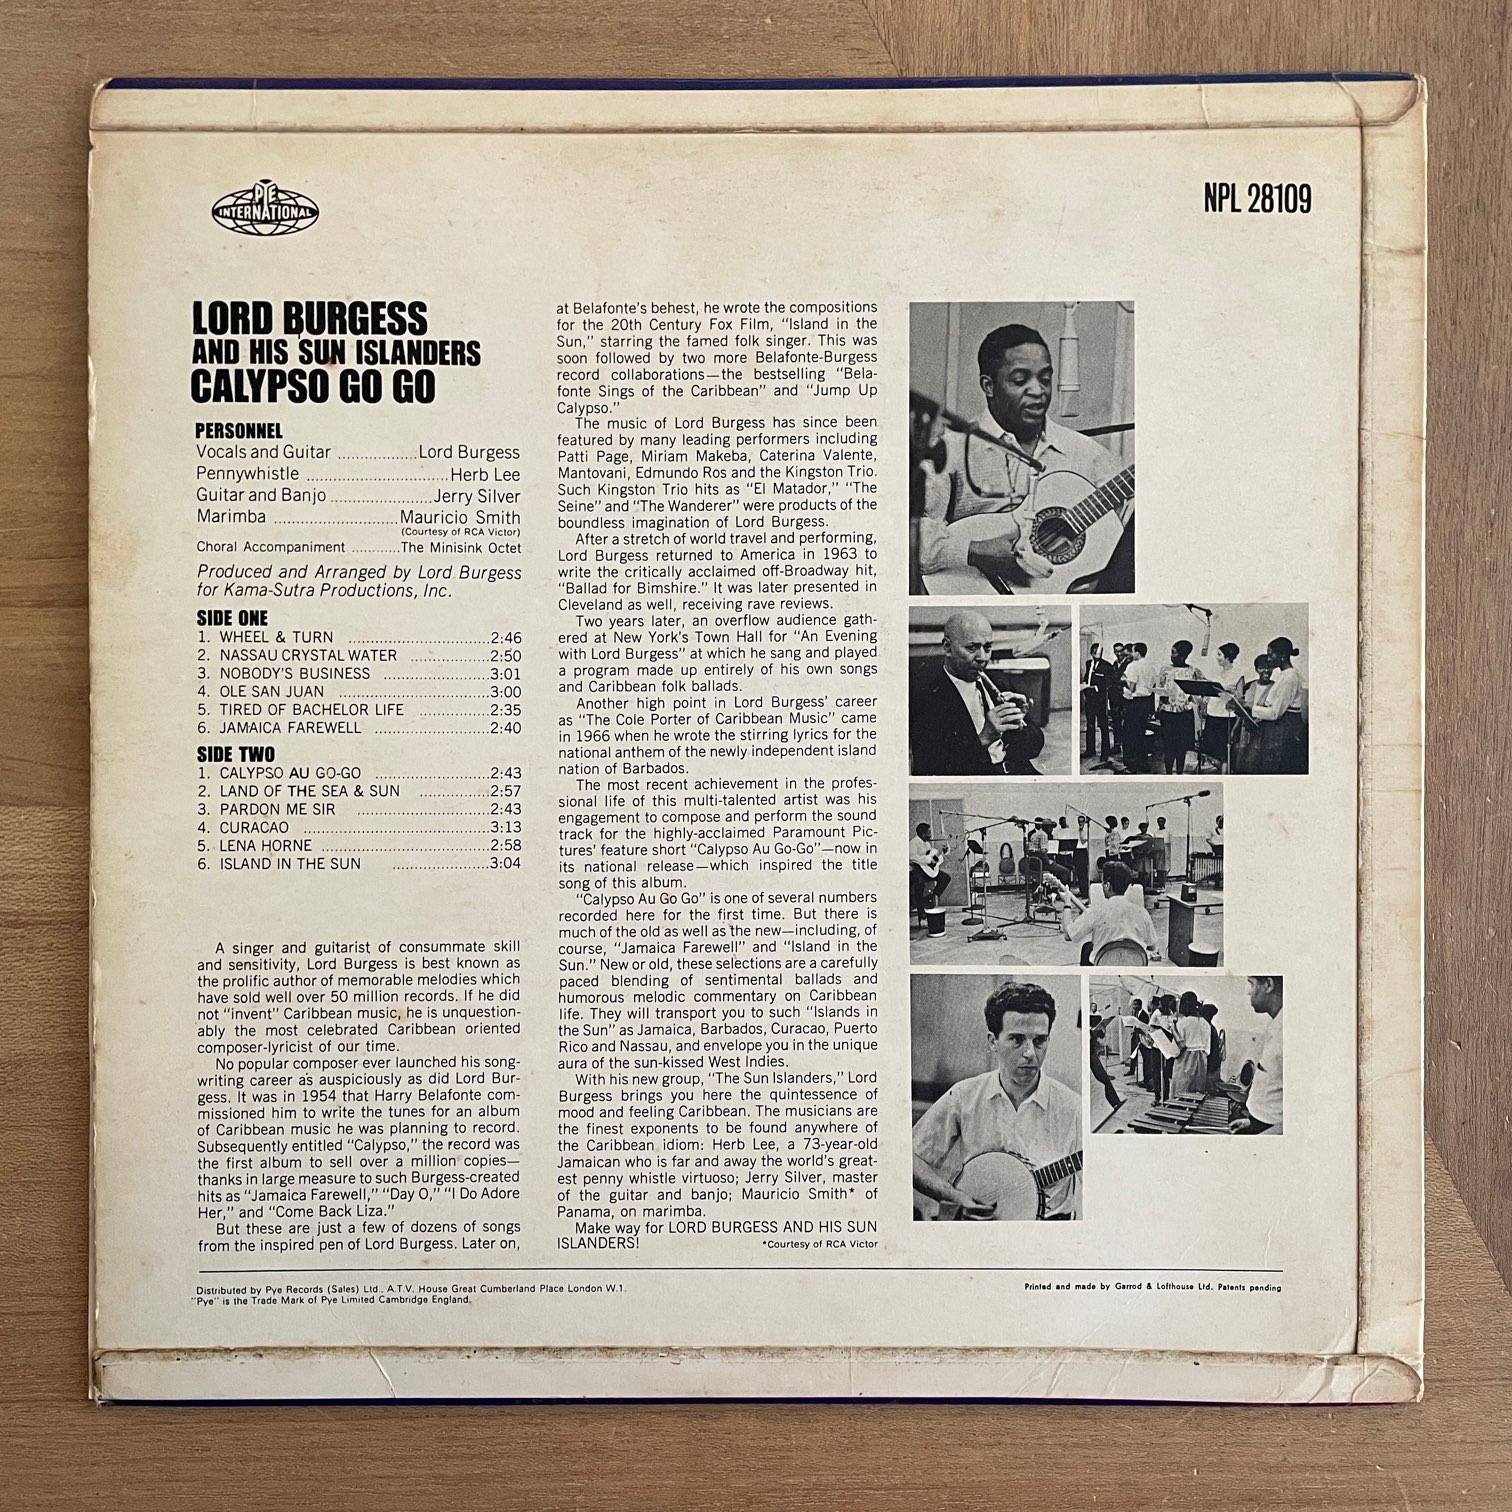 PYE
INTERNATIONAL
NPL 28109
LORD BURGESS
AND HIS SUN ISLANDERS
CALYPSO GO GO
PERSONNEL
Vocals and Guitar .................Lord Burgess
Pennywhistle .............................Herb Lee
Guitar and Banjo.....................Jerry Silver
Marimba .........................Mauricio Smith
(Courtesy of RCA Victor)
Choral Accompaniment ............The Minisink Octet
Produced and Arranged by Lord Burgess
for Kama-Sutra Productions, Inc.
SIDE ONE
1. WHEEL & TURN ..............................2:46
2. NASSAU CRYSTAL WATER .................2:50
3. NOBODY'S BUSINESS .......................3:01
4. OLE SAN JUAN ................................3:00
5. TIRED OF BACHELOR LIFE ...............2:35
6. JAMAICA FAREWELL .........................2:40
SIDE TWO
1. CALYPSO AU GO-GO .........................2:43
2. LAND OF THE SEA & SUN ...............2:57
3. PARDON ME SIR ............................2:43
4. CURACAO .......................................3:13
5. LENA HORNE ..................................2:58
6. ISLAND IN THE SUN .....................3:04
A singer and guitarist of consummate skill
and sensitivity, Lord Burgess is best known as
the prolific author of memorable melodies which
have sold well over 50 million records. If he did
not "invent" Caribbean music, he is unquestion-
ably the most celebrated Caribbean oriented
composer-lyricist of our time.
No popular composer ever launched his song-
writing career as auspiciously as did Lord Bur-
gess. It was in 1954 that Harry Belafonte com-
missioned him to write the tunes for an album
of Caribbean music he was planning to record.
Subsequently entitled "Calypso," the record was
the first album to sell over a million copies—
thanks in large measure to such Burgess-created
hits as "Jamaica Farewell," "Day O," "I Do Adore
Her," and "Come Back Liza."
But these are just a few of dozens of songs
from the inspired pen of Lord Burgess. Later on,
at Belafonte's behest, he wrote the compositions
for the 20th Century Fox Film, "Island in the
Sun," starring the famed folk singer. This was
soon followed by two more Belafonte-Burgess
record collaborations—the bestselling "Bela-
fonte Sings of the Caribbean" and "Jump Up
Calypso."
The music of Lord Burgess has since been
featured by many leading performers including
Patti Page, Miriam Makeba, Caterina Valente,
Mantovani, Edmundo Ros and the Kingston Trio.
Such Kingston Trio hits as "El Matador," "The
Seine" and "The Wanderer" were products of the
boundless imagination of Lord Burgess.
After a stretch of world travel and performing,
Lord Burgess returned to America in 1963 to
write the critically acclaimed off-Broadway hit,
"Ballad for Bimshire." It was later presented in
Cleveland as well, receiving rave reviews.
Two years later, an overflow audience gath-
ered at New York's Town Hall for "An Evening
with Lord Burgess" at which he sang and played
a program made up entirely of his own songs
and Caribbean folk ballads.
Another high point in Lord Burgess' career
as "The Cole Porter of Caribbean Music" came
in 1966 when he wrote the stirring lyrics for the
national anthem of the newly independent island
nation of Barbados.
The most recent achievement in the profes-
sional life of this multi-talented artist was his
engagement to compose and perform the sound
track for the highly-acclaimed Paramount Pic-
tures' feature short "Calypso Au Go-Go"—now in
its national release—which inspired the title
song of this album.
"Calypso Au Go Go" is one of several numbers
recorded here for the first time. But there is
much of the old as well as the new—including, of
course, "Jamaica Farewell" and "Island in the
Sun." New or old, these selections are a carefully
paced blending of sentimental ballads and
humorous melodic commentary on Caribbean
life. They will transport you to such "Islands in
the Sun" as Jamaica, Barbados, Curacao, Puerto
Rico and Nassau, and envelope you in the unique
aura of the sun-kissed West Indies.
With his new group, "The Sun Islanders," Lord
Burgess brings you here the quintessence of
mood and feeling Caribbean. The musicians are
the finest exponents to be found anywhere of
the Caribbean idiom: Herb Lee, a 73-year-old
Jamaican who is far and away the world's great-
est penny whistle virtuoso; Jerry Silver, master
of the guitar and banjo; Mauricio Smith* of
Panama, on marimba.
Make way for LORD BURGESS AND HIS SUN
ISLANDERS! *Courtesy of RCA Victor
Distributed by Pye Records (Sales) Ltd., A.T.V. House Great Cumberland Place London W.1.
"Pye" is the Trade Mark of Pye Limited Cambridge England.
Printed and made by Garrod & Lofthouse Ltd. Patents pending